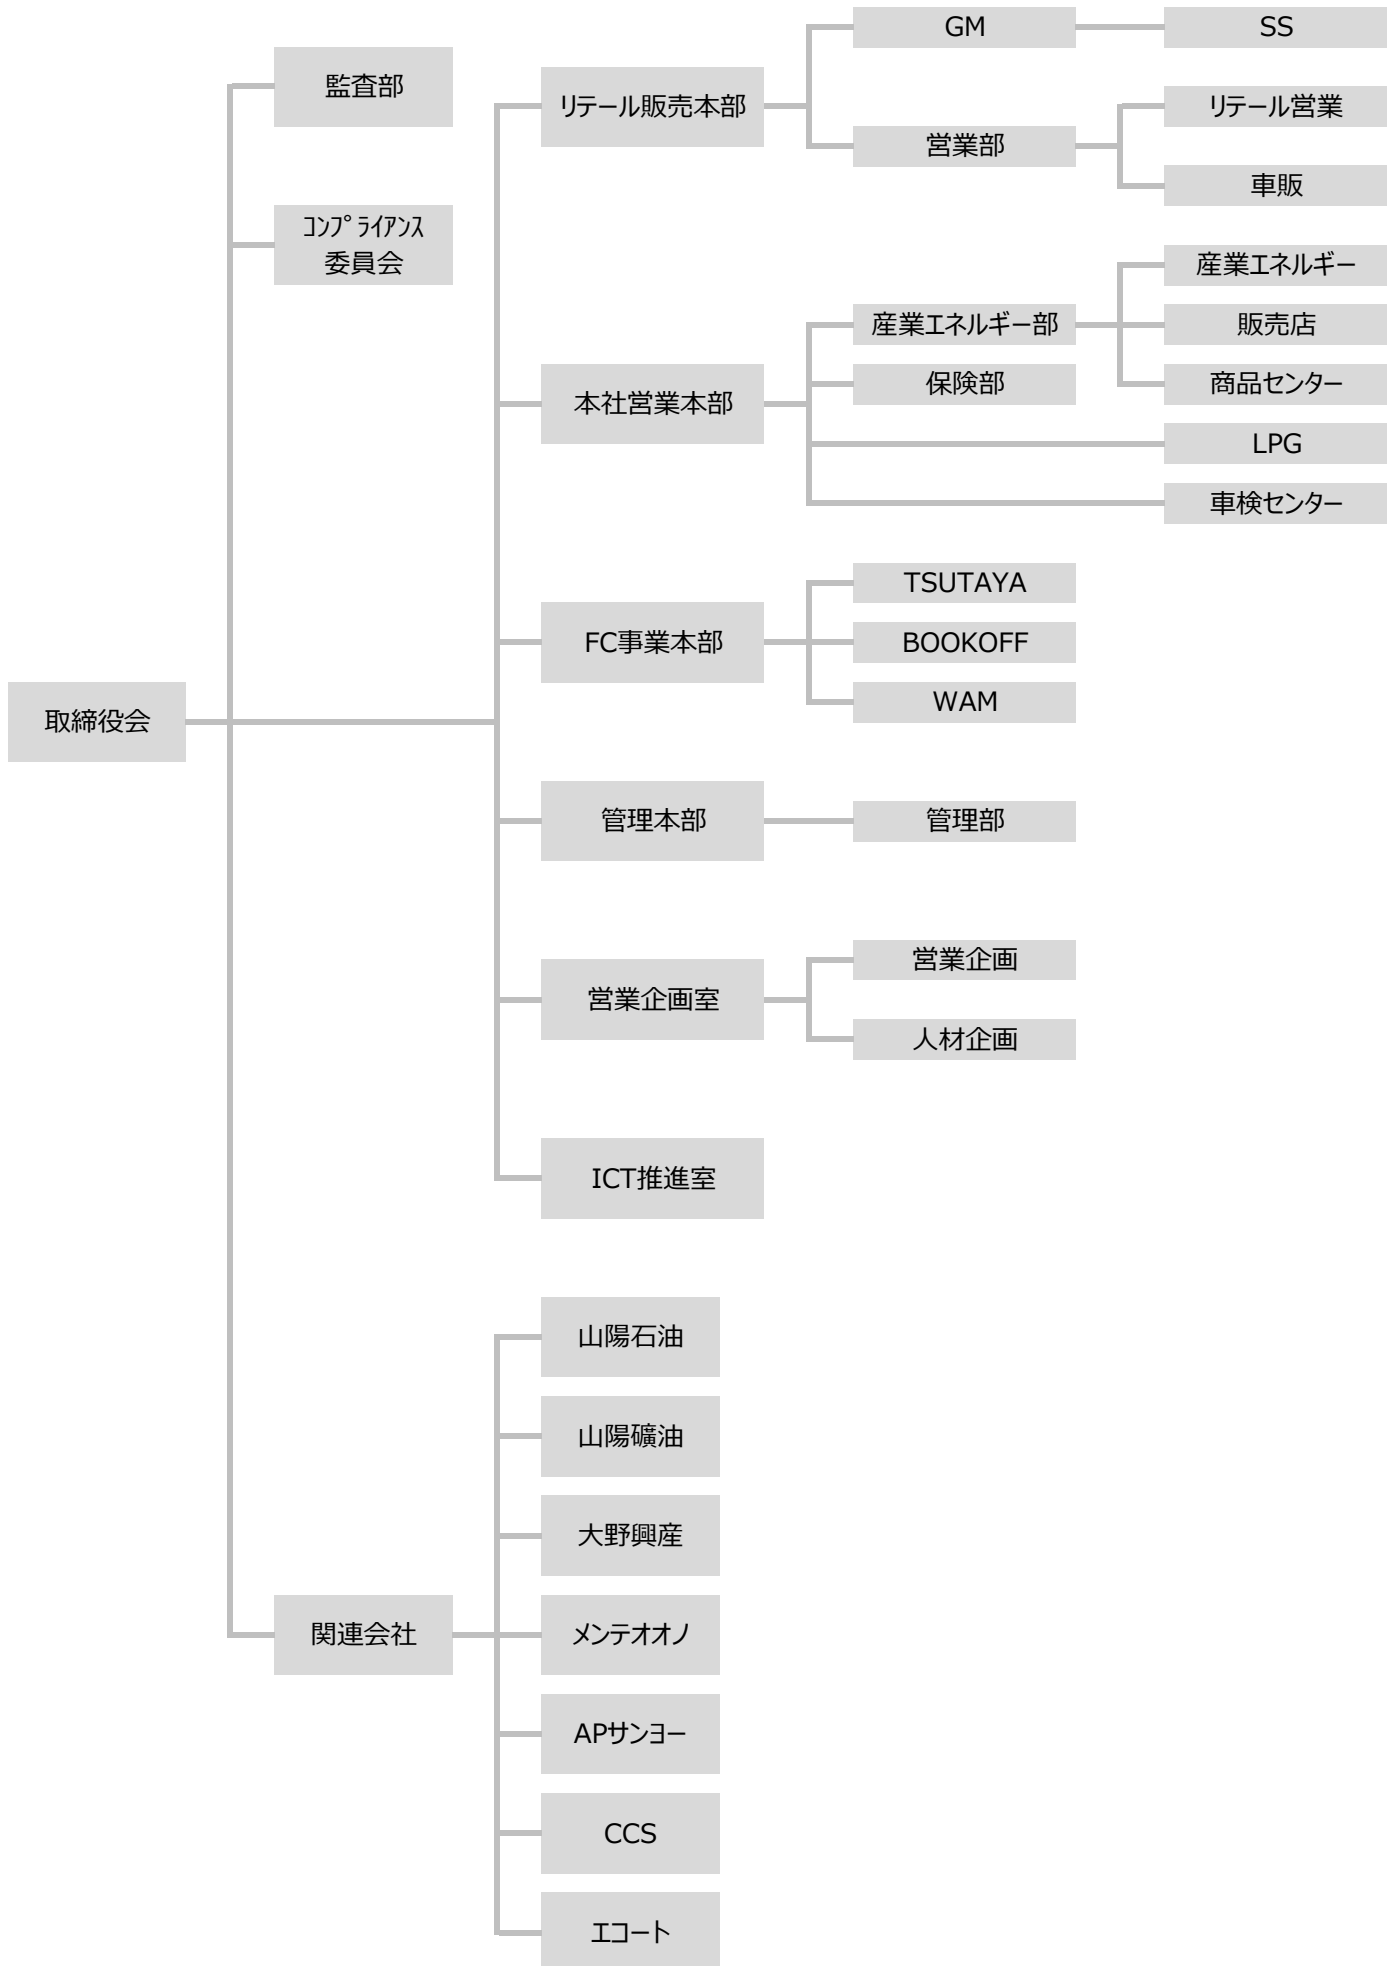 GM
SS
監査部
リテール販売本部
リテール営業
営業部
車販
コンプライアンス
委員会
産業エネルギー
産業エネルギー部
販売店
本社営業本部
保険部
商品センター
LPG
車検センター
TSUTAYA
FC事業本部
BOOKOFF
WAM
取締役会
管理本部
管理部
営業企画
営業企画室
人材企画
ICT推進室
山陽石油
山陽礦油
大野興産
関連会社
メンテオオノ
APサンヨー
CCS
エコート